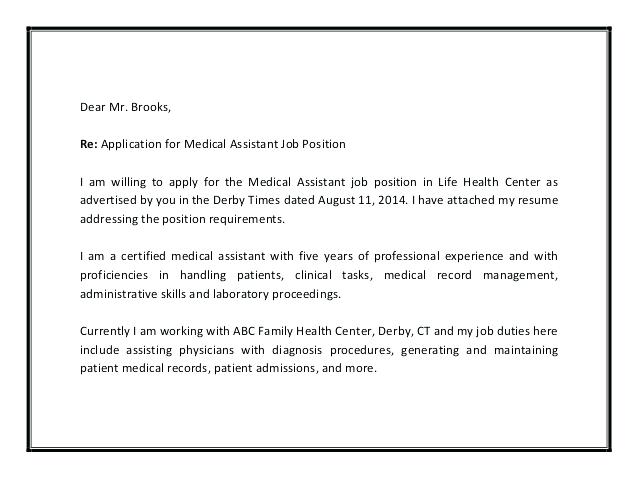 Dear Mr. Brooks,
Re: Application for Medical Assistant Job Position
I am willing to apply for the Medical Assistant job position in Life Health Center as
advertised by you in the Derby Times dated August 11, 2014. I have attached my resume
addressing the position requirements.
I am a certified medical assistant with five years of professional experience and with
proficiencies in handling patients, clinical tasks, medical record management,
administrative skills and laboratory proceedings.
Currently I am working with ABC Family Health Center, Derby, CT and my job duties here
include assisting physicians with diagnosis procedures, generating and maintaining
patient medical records, patient admissions, and more.